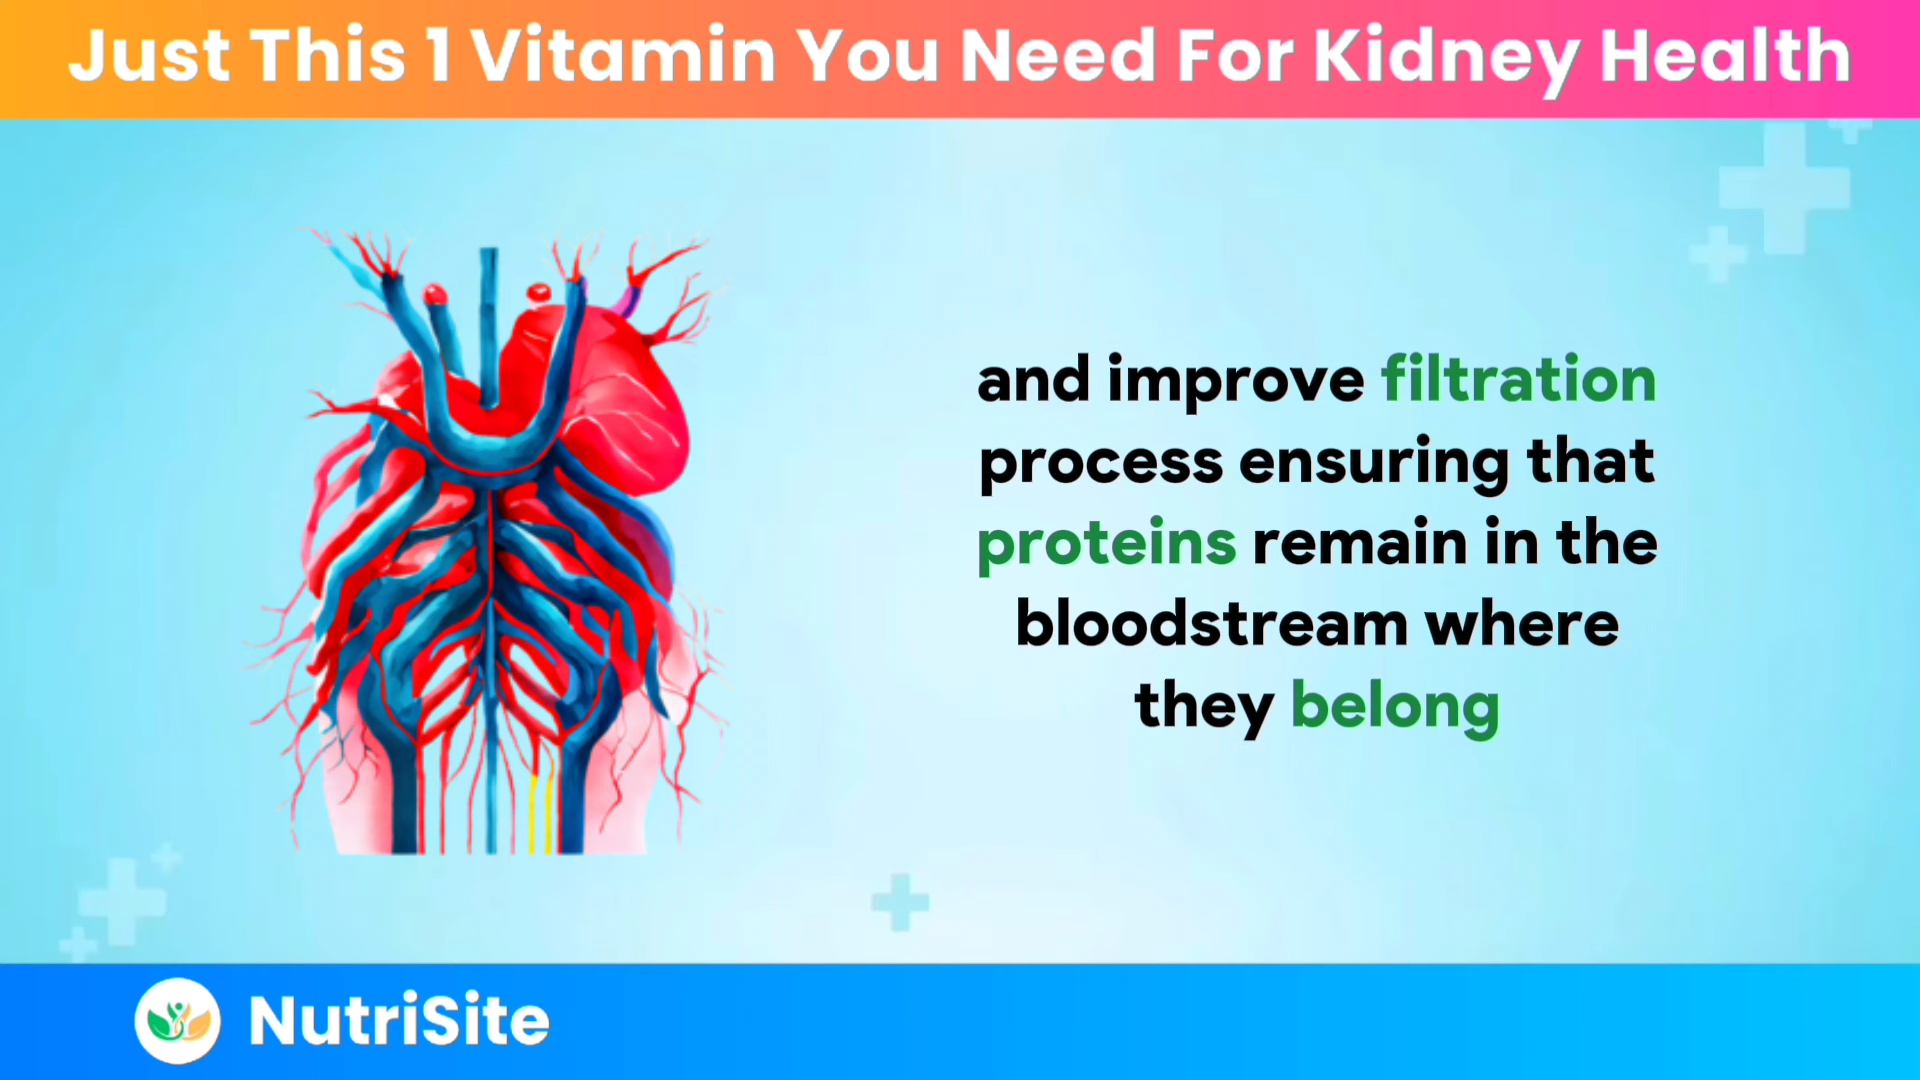 Just This 1 Vitamin You Need For Kidney Health
and improve filtration
process ensuring that
proteins remain in the
bloodstream where
they belong
NutriSite